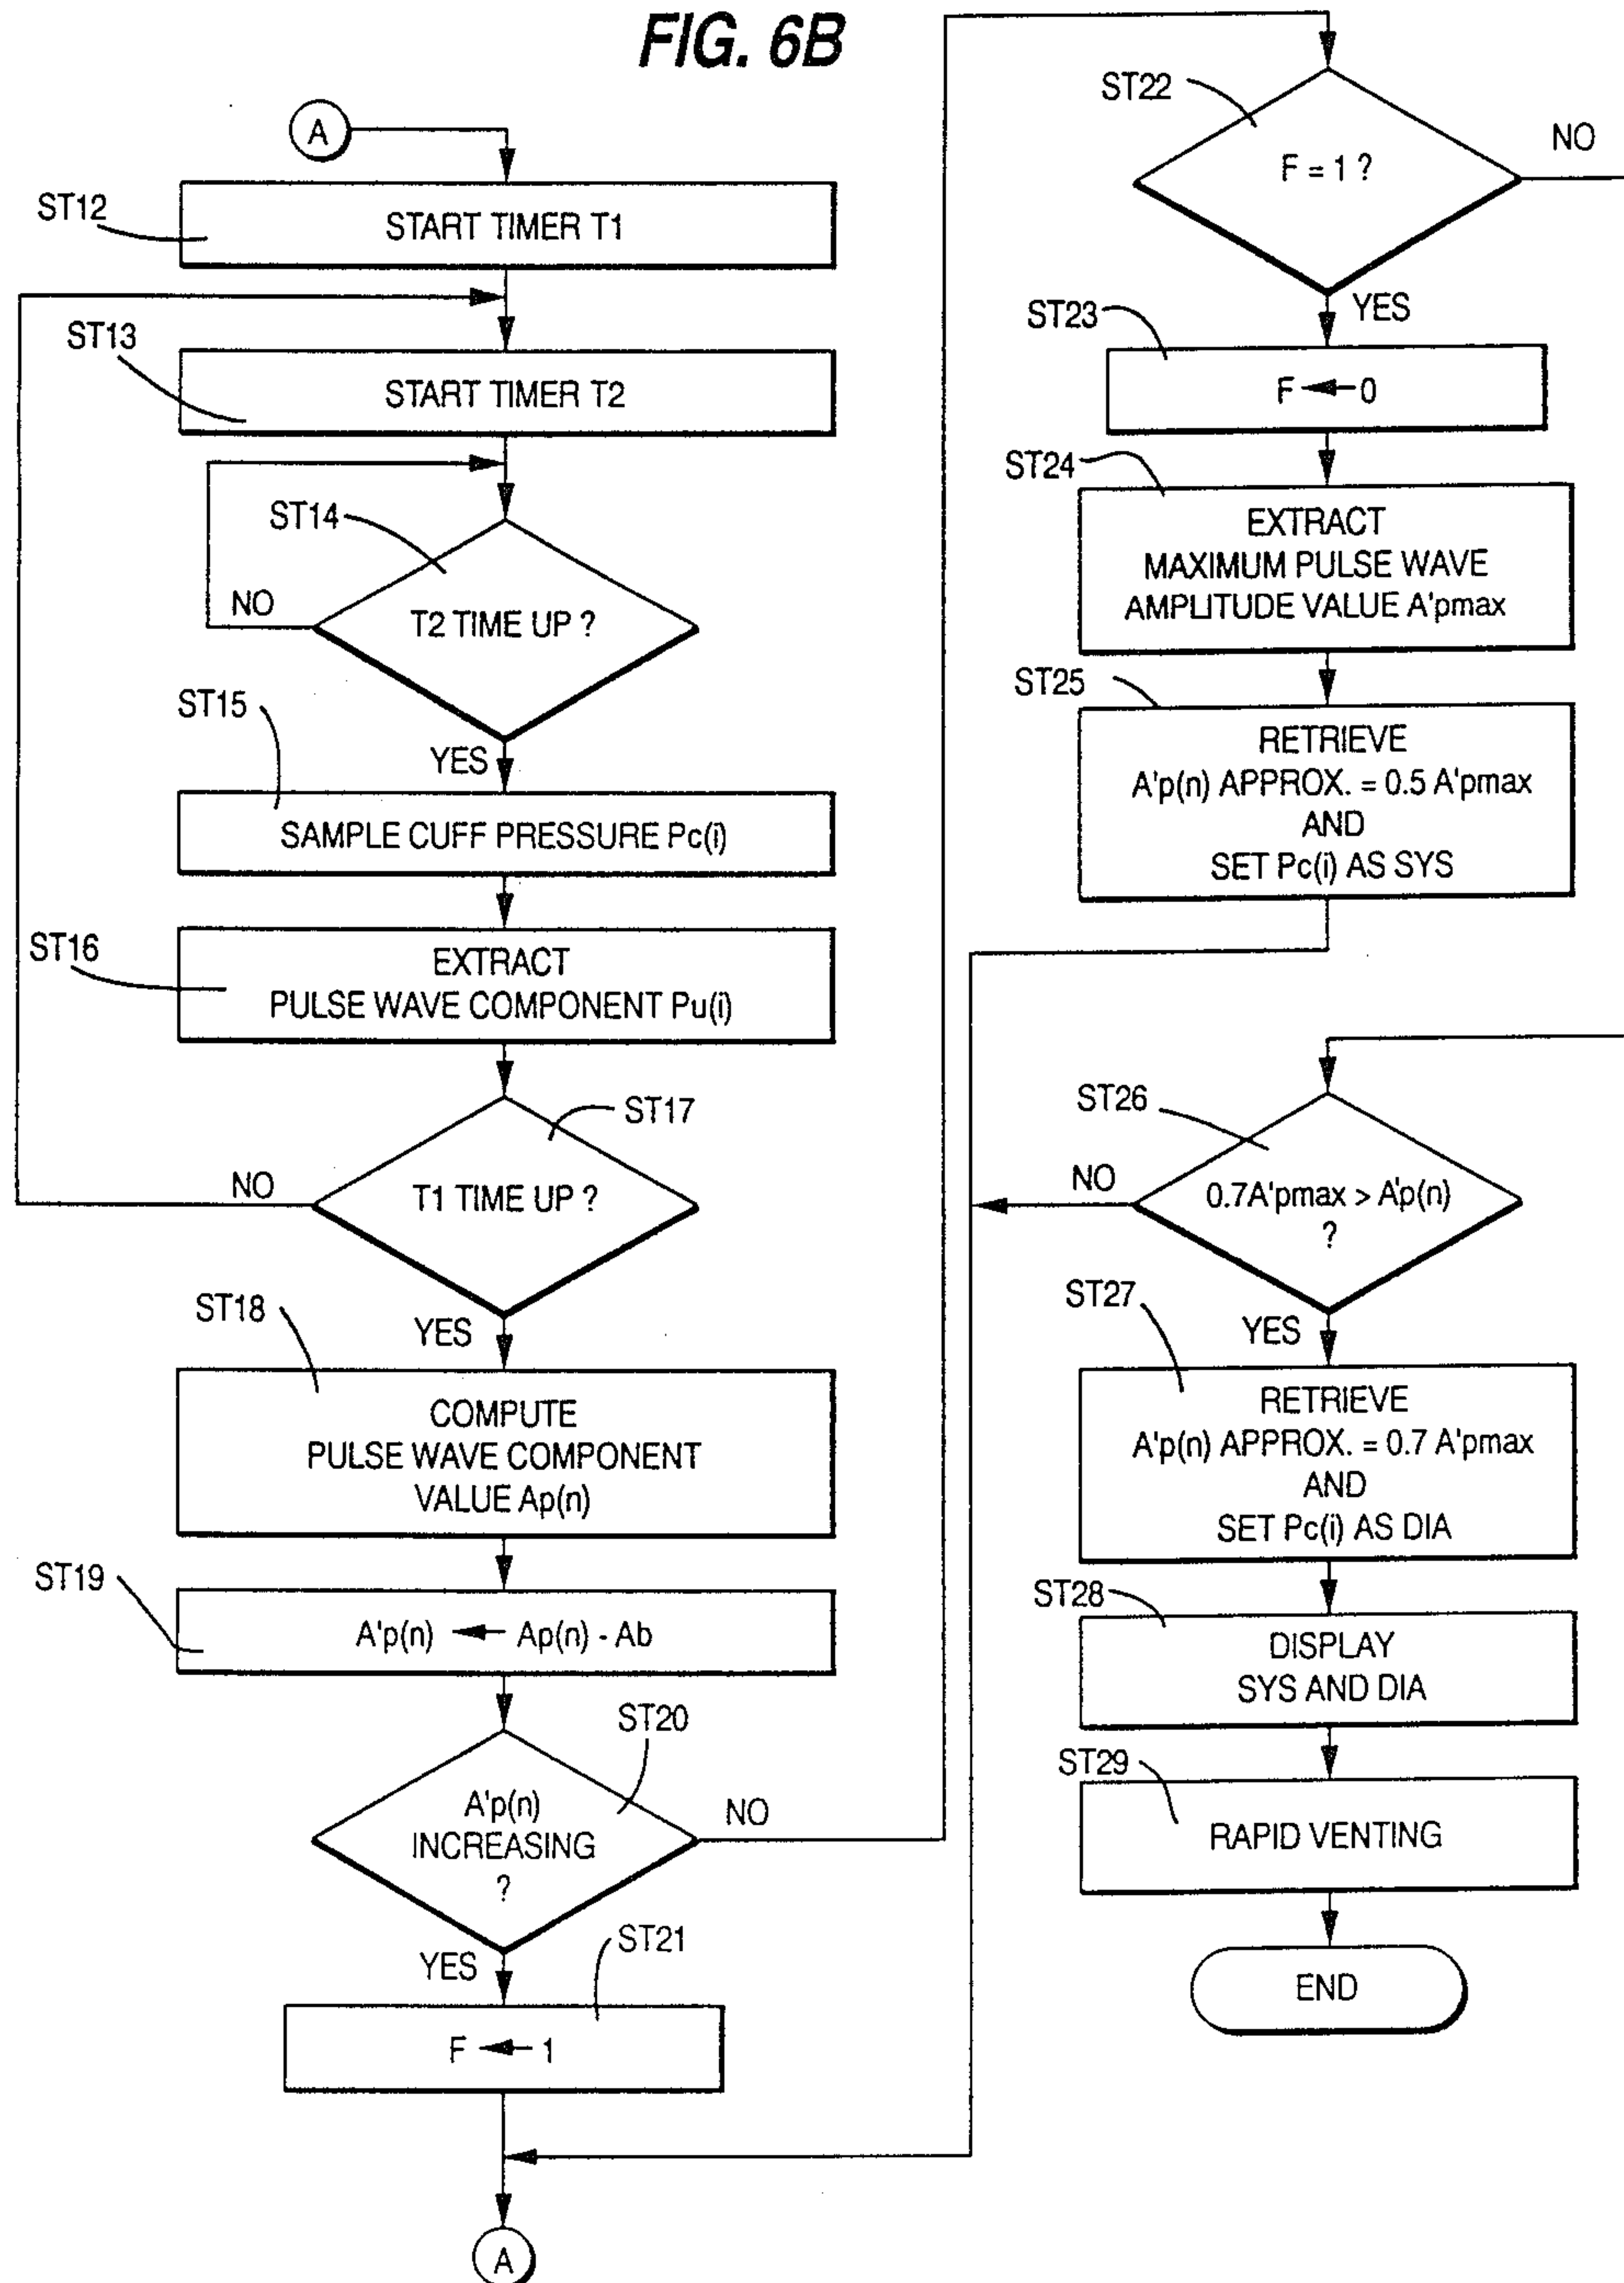 FIG. 6B
A
ST12
START TIMER T1
ST13
START TIMER T2
ST14
NO
T2 TIME UP ?
YES
ST15
SAMPLE CUFF PRESSURE Pc(i)
ST16
EXTRACT
PULSE WAVE COMPONENT Pu(i)
ST17
NO
T1 TIME UP ?
YES
ST18
COMPUTE
PULSE WAVE COMPONENT
VALUE Ap(n)
ST19
A'p(n) ← Ap(n) - Ab
ST20
A'p(n)
INCREASING
?
NO
YES
ST21
F ← 1
A
ST22
F = 1 ?
NO
YES
ST23
F ← 0
ST24
EXTRACT
MAXIMUM PULSE WAVE
AMPLITUDE VALUE A'pmax
ST25
RETRIEVE
A'p(n) APPROX. = 0.5 A'pmax
AND
SET Pc(i) AS SYS
ST26
NO
0.7A'pmax > A'p(n)
?
YES
ST27
RETRIEVE
A'p(n) APPROX. = 0.7 A'pmax
AND
SET Pc(i) AS DIA
ST28
DISPLAY
SYS AND DIA
ST29
RAPID VENTING
END